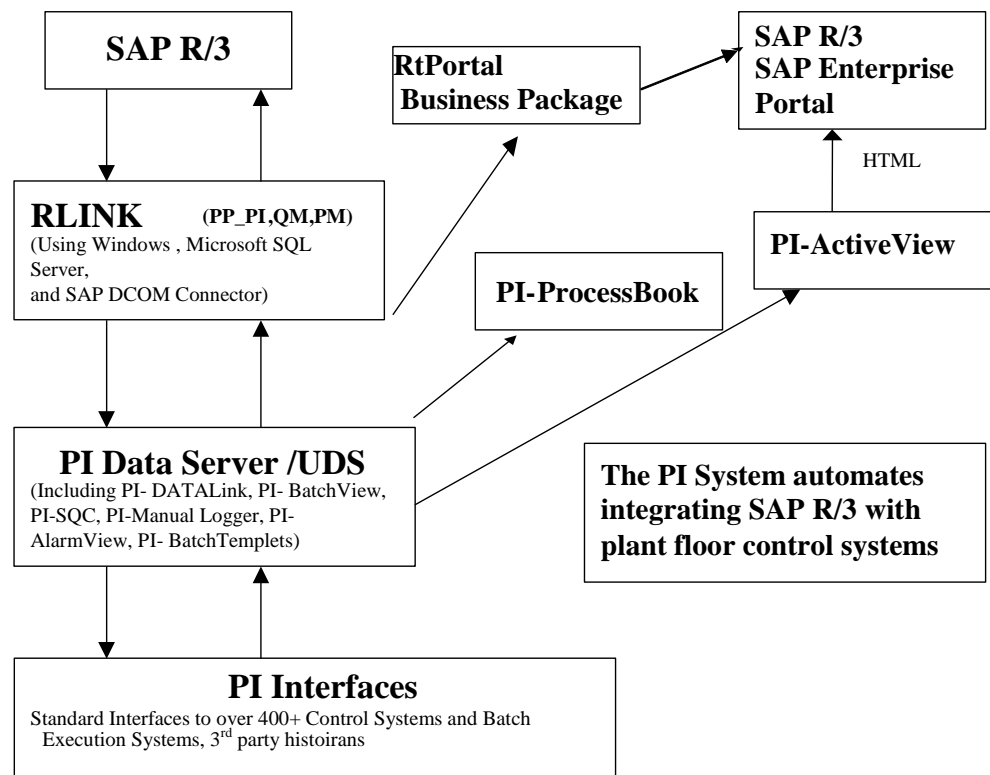 SAP R/3
RtPortal
Business Package
SAP R/3
SAP Enterprise
Portal
HTML
RLINK (PP_PI,QM,PM)
(Using Windows , Microsoft SQL
Server,
and SAP DCOM Connector)
PI-ActiveView
PI-ProcessBook
PI Data Server /UDS
(Including PI- DATALink, PI- BatchView,
PI-SQC, PI-Manual Logger, PI-
AlarmView, PI- BatchTemplets)
The PI System automates
integrating SAP R/3 with
plant floor control systems
PI Interfaces
Standard Interfaces to over 400+ Control Systems and Batch
Execution Systems, 3rd party histoirans